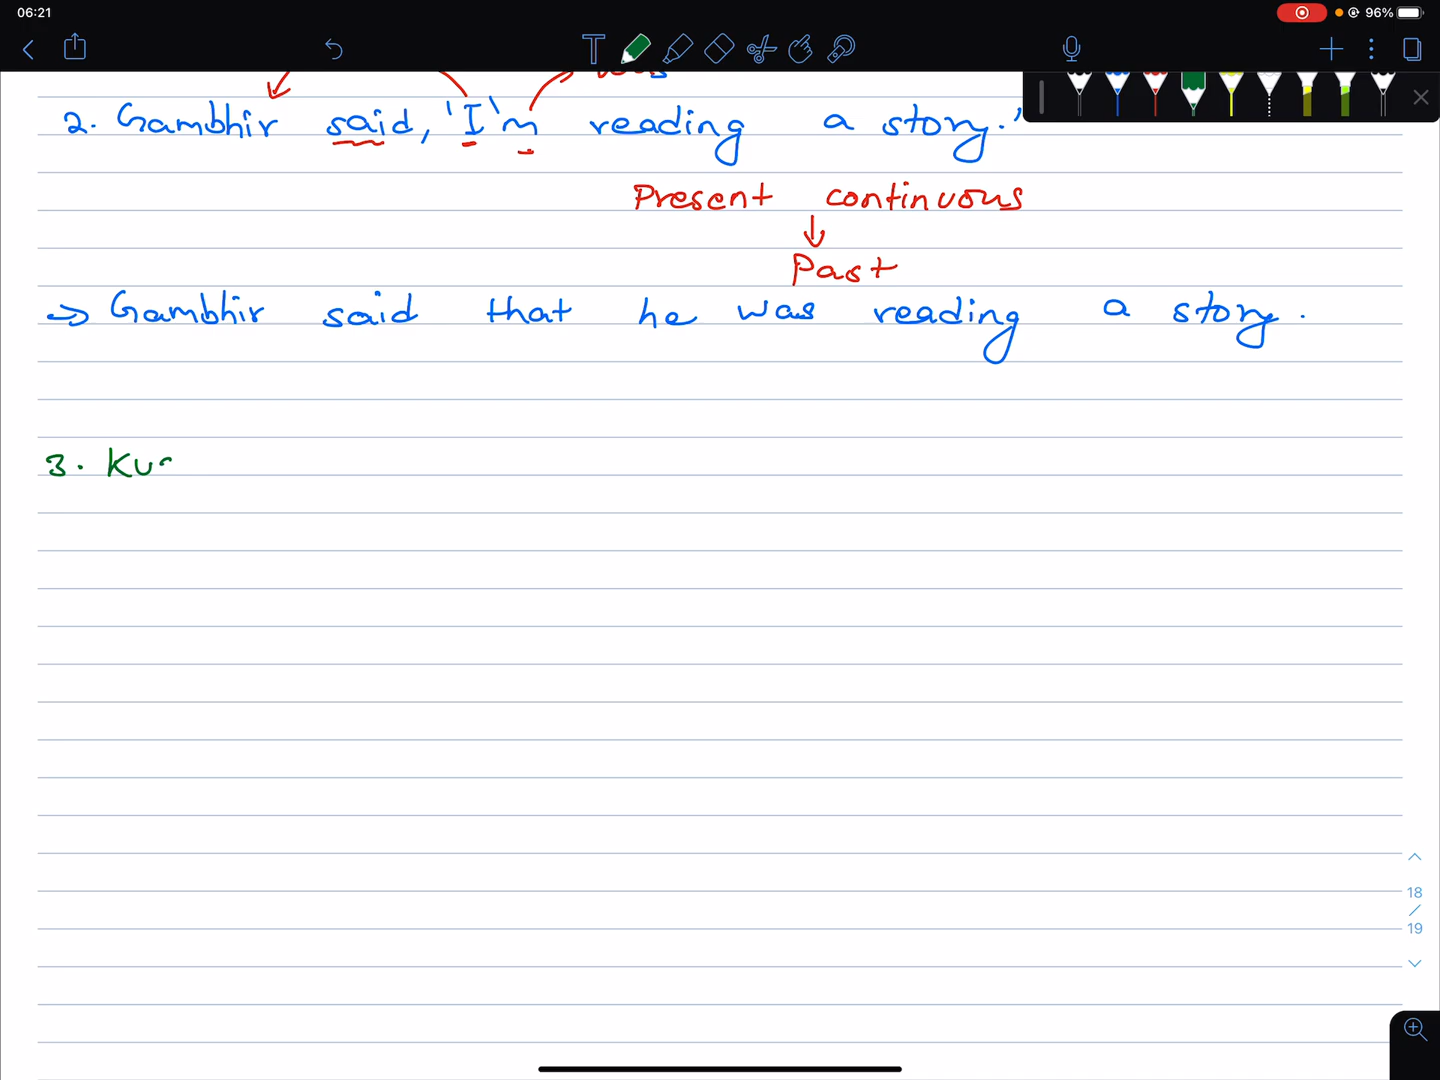 06:21
96%
was
2. Gambhir said, 'I'm reading a story.'
Present continuous
Past
→ Gambhir said that he was reading a story.
3. Ku
18
/
19